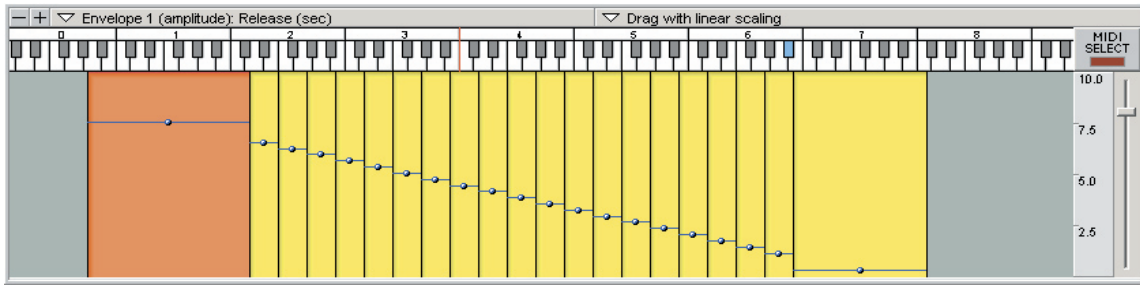 − + ▽ Envelope 1 (amplitude): Release (sec) ▽ Drag with linear scaling
0 1 2 3 4 5 6 7 8
MIDI
SELECT
10.0
7.5
5.0
2.5